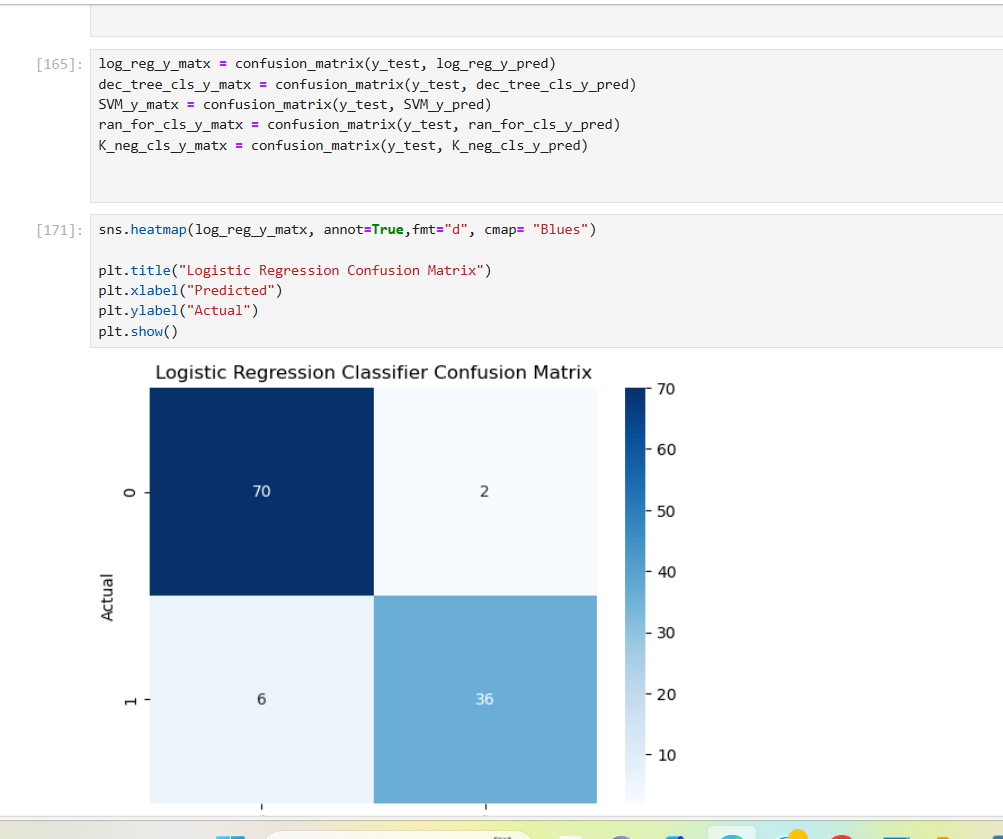 [165]:
log_reg_y_matx = confusion_matrix(y_test, log_reg_y_pred)
dec_tree_cls_y_matx = confusion_matrix(y_test, dec_tree_cls_y_pred)
SVM_y_matx = confusion_matrix(y_test, SVM_y_pred)
ran_for_cls_y_matx = confusion_matrix(y_test, ran_for_cls_y_pred)
K_neg_cls_y_matx = confusion_matrix(y_test, K_neg_cls_y_pred)
[171]:
sns.heatmap(log_reg_y_matx, annot=True,fmt="d", cmap= "Blues")
plt.title("Logistic Regression Confusion Matrix")
plt.xlabel("Predicted")
plt.ylabel("Actual")
plt.show()
Logistic Regression Classifier Confusion Matrix
70
60
50
40
30
20
10
Actual
0
1
70
2
6
36